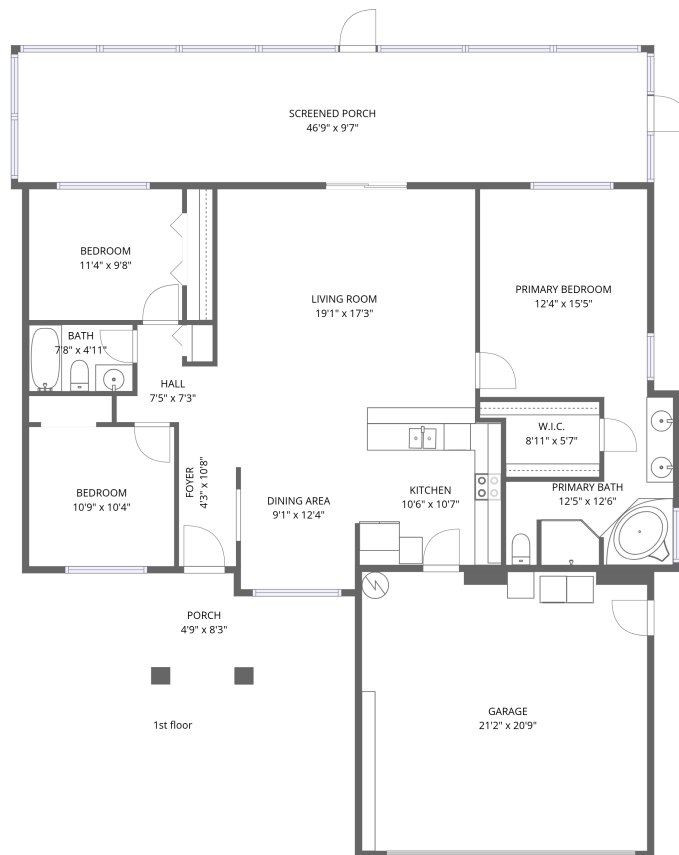 SCREENED PORCH
46'9" x 9'7"
BEDROOM
11'4" x 9'8"
LIVING ROOM
19'1" x 17'3"
PRIMARY BEDROOM
12'4" x 15'5"
BATH
7'8" x 4'11"
HALL
7'5" x 7'3"
W.I.C.
8'11" x 5'7"
BEDROOM
10'9" x 10'4"
FOYER
4'3" x 10'8"
DINING AREA
9'1" x 12'4"
KITCHEN
10'6" x 10'7"
PRIMARY BATH
12'5" x 12'6"
PORCH
4'9" x 8'3"
1st floor
GARAGE
21'2" x 20'9"